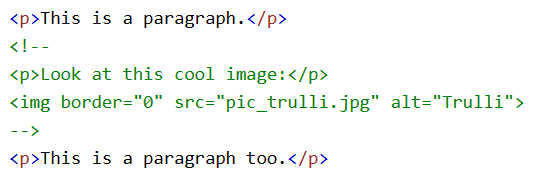 <p>This is a paragraph.</p>
<!--
<p>Look at this cool image:</p>
<img border="0" src="pic_trulli.jpg" alt="Trulli">
-->
<p>This is a paragraph too.</p>